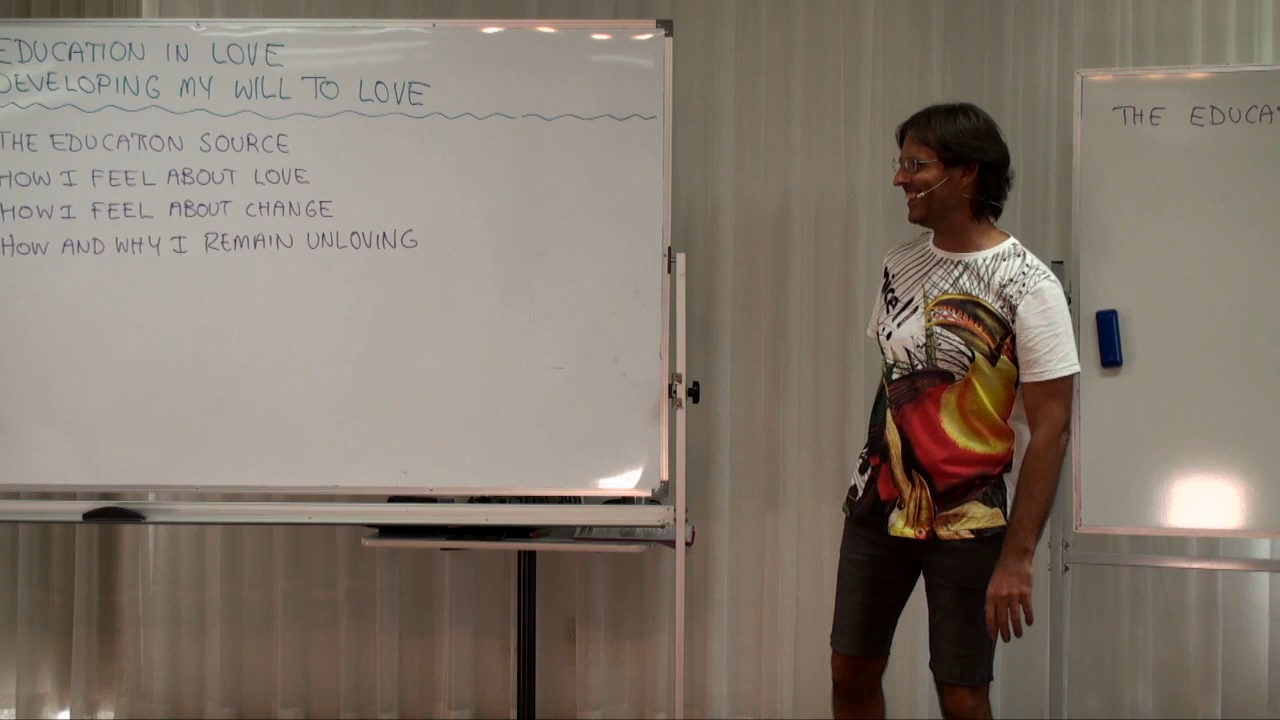 EDUCATION IN LOVE
DEVELOPING MY WILL TO LOVE
THE EDUCATION SOURCE
HOW I FEEL ABOUT LOVE
HOW I FEEL ABOUT CHANGE
HOW AND WHY I REMAIN UNLOVING
THE EDUCA